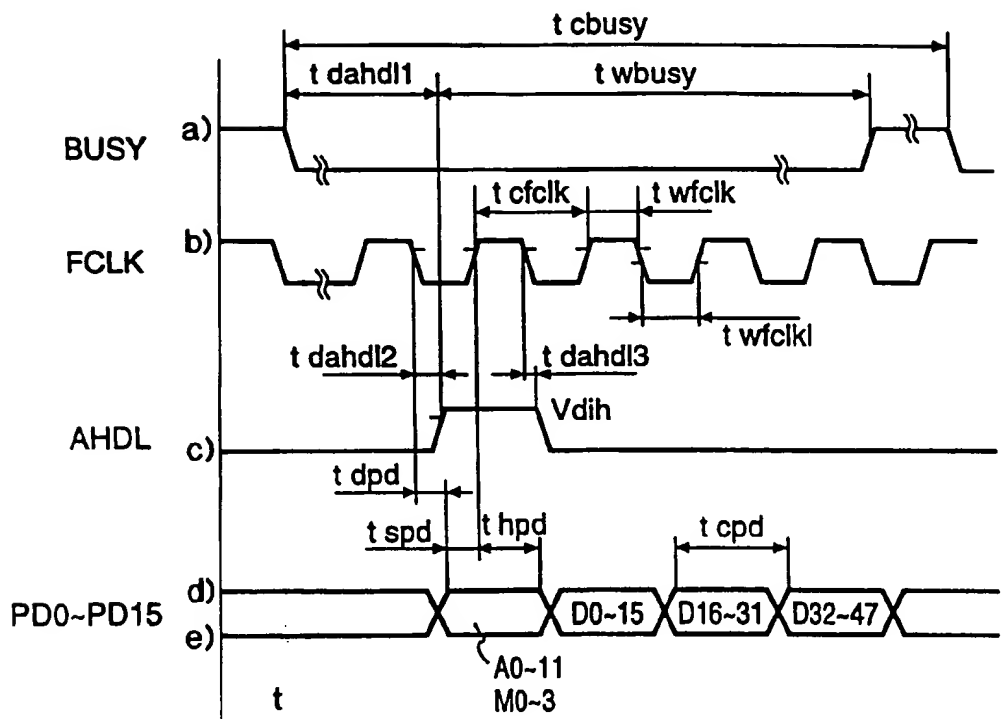 t cbusy
t dahdl1
t wbusy
a)
BUSY
t cfclk
t wfclk
b)
FCLK
t wfclkl
t dahdl2
t dahdl3
Vdih
AHDL
c)
t dpd
t spd
t hpd
t cpd
d)
PD0~PD15
D0~15
D16~31
D32~47
e)
A0~11
t
M0~3